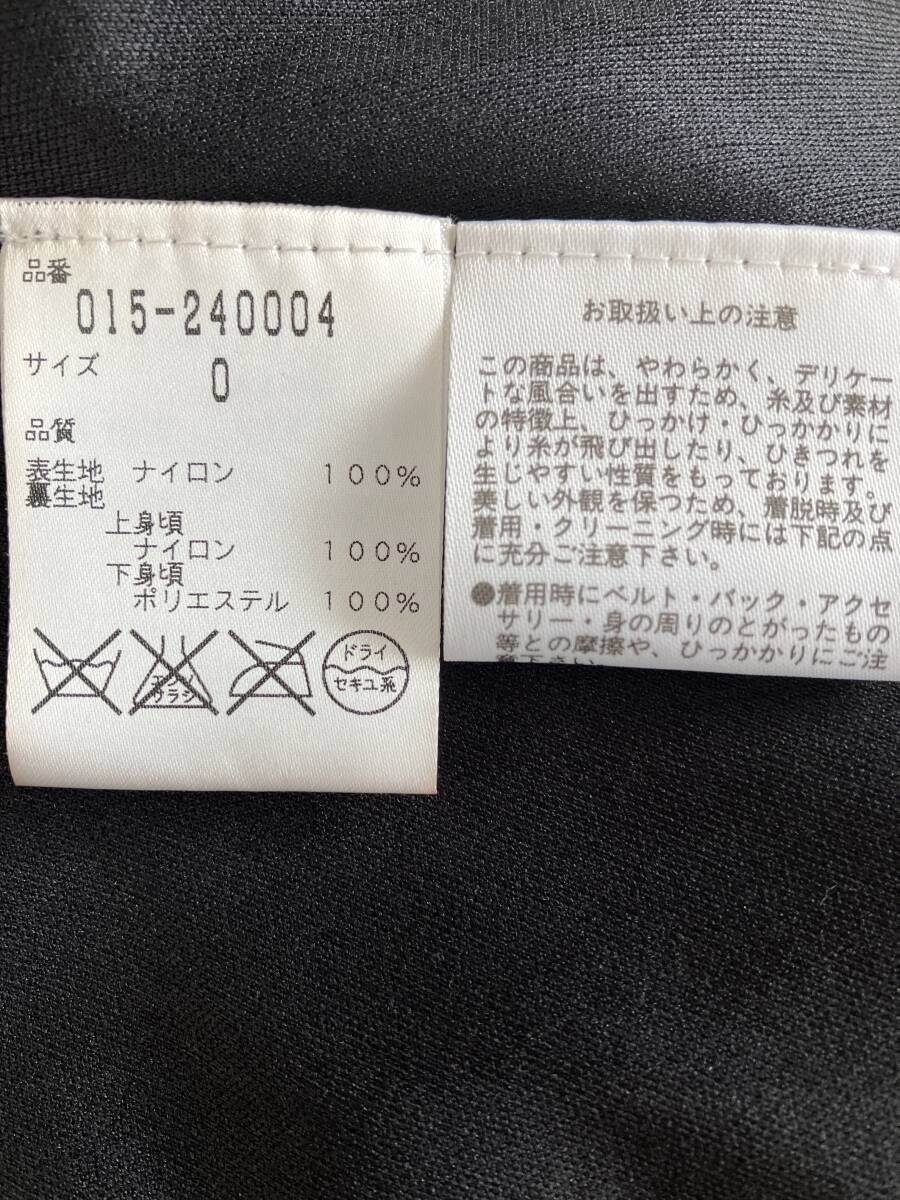 品番
015-240004
サイズ 0
品質
表生地 ナイロン 100%
裏生地
上身頃
ナイロン 100%
下身頃
ポリエステル 100%
エンソ
サラシ
ドライ
セキユ系
お取扱い上の注意
この商品は、やわらかく、デリケー
トな風合いを出すため、糸及び素材
の特徴上、ひっかけ・ひっかかりに
より糸が飛び出したり、ひきつれを
生じやすい性質をもっております。
美しい外観を保つため、着脱時及び
着用・クリーニング時には下記の点
に充分ご注意下さい。
●着用時にベルト・バック・アクセ
サリー・身の周りのとがったもの
等との摩擦や、ひっかかりにご注
意下さい。